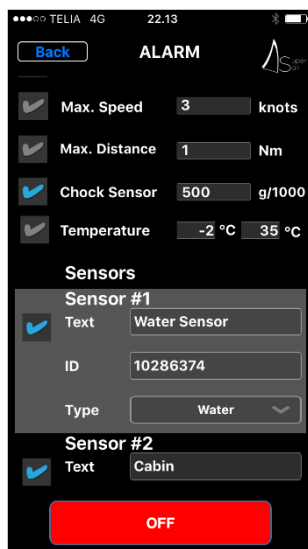 TELIA 4G 22.13
Back ALARM Super Sail
Max. Speed 3 knots
Max. Distance 1 Nm
Chock Sensor 500 g/1000
Temperature -2 °C 35 °C
Sensors
Sensor #1
Text Water Sensor
ID 10286374
Type Water
Sensor #2
Text Cabin
OFF